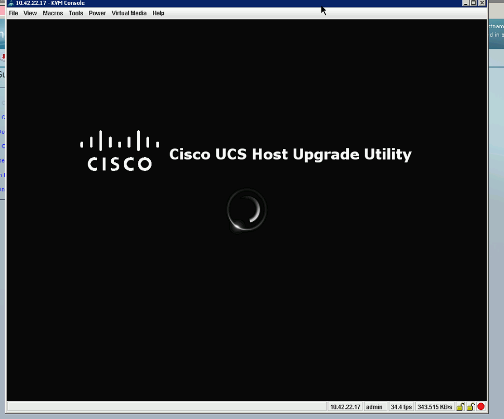 10.42.22.17 - KVM Console
File View Macros Tools Power Virtual Media Help
CISCO
Cisco UCS Host Upgrade Utility
10.42.22.17 admin 34.4 fps 343.515 KB/s